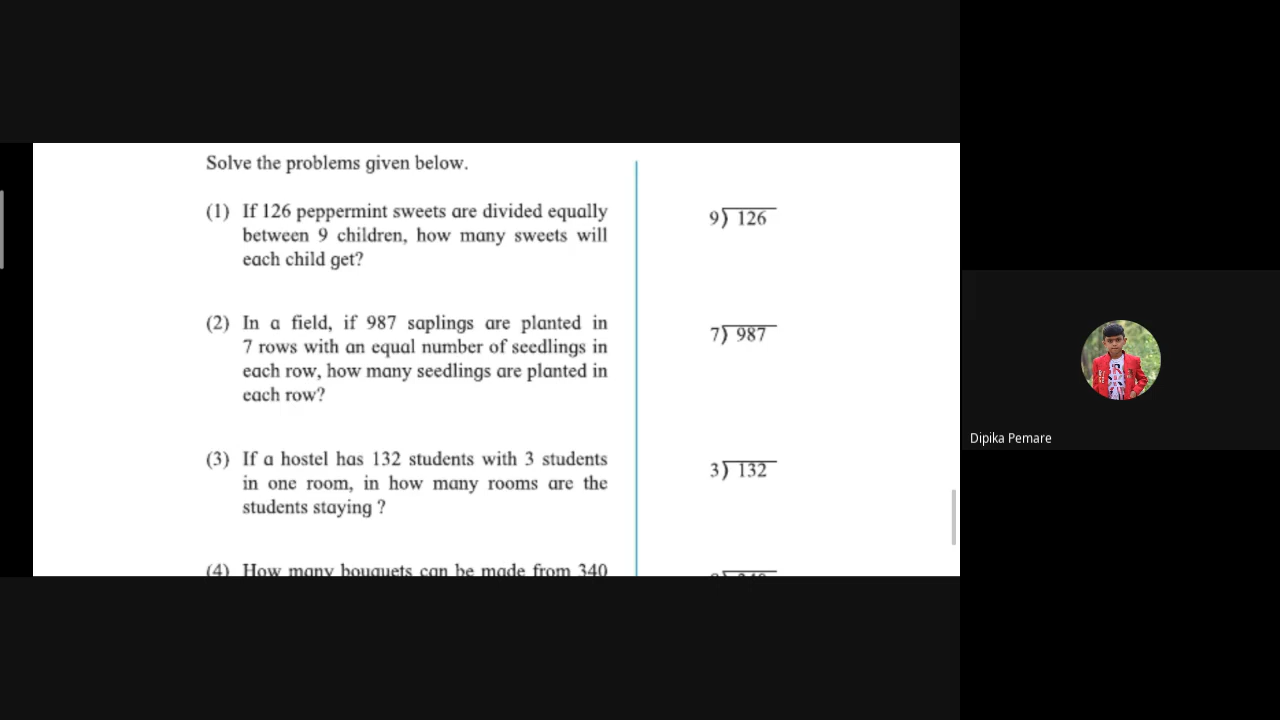 Solve the problems given below.
(1) If 126 peppermint sweets are divided equally
between 9 children, how many sweets will
each child get?
9) 126
(2) In a field, if 987 saplings are planted in
7 rows with an equal number of seedlings in
each row, how many seedlings are planted in
each row?
7) 987
(3) If a hostel has 132 students with 3 students
in one room, in how many rooms are the
students staying ?
3) 132
(4) How many bouquets can be made from 340
Dipika Pemare